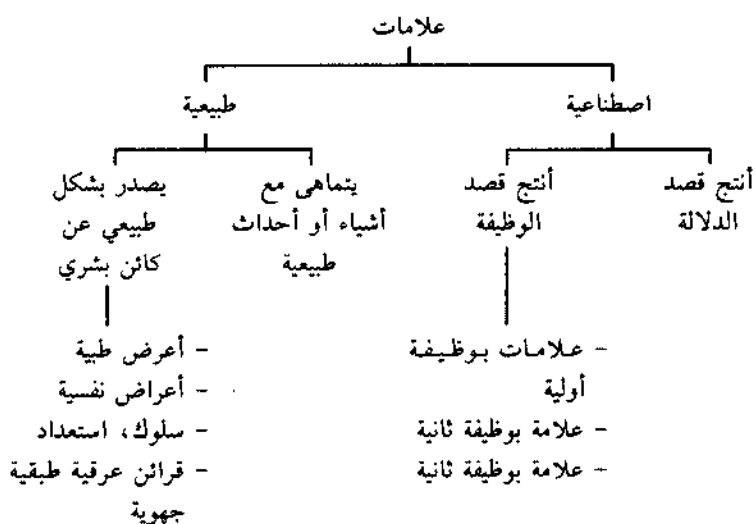 علامات
اصطناعية
طبيعية
أنتج قصد
الدلالة
أنتج قصد
الوظيفة
يتماهى مع
أشياء أو أحداث
طبيعية
يصدر بشكل
طبيعي عن
كائن بشري
– علامات بوظيفة
أولية
– علامة بوظيفة ثانية
– علامة بوظيفة ثانية
– أعرض طبية
– أعراض نفسية
– سلوك، استعداد
– قرائن عرقية طبقية
جهوية